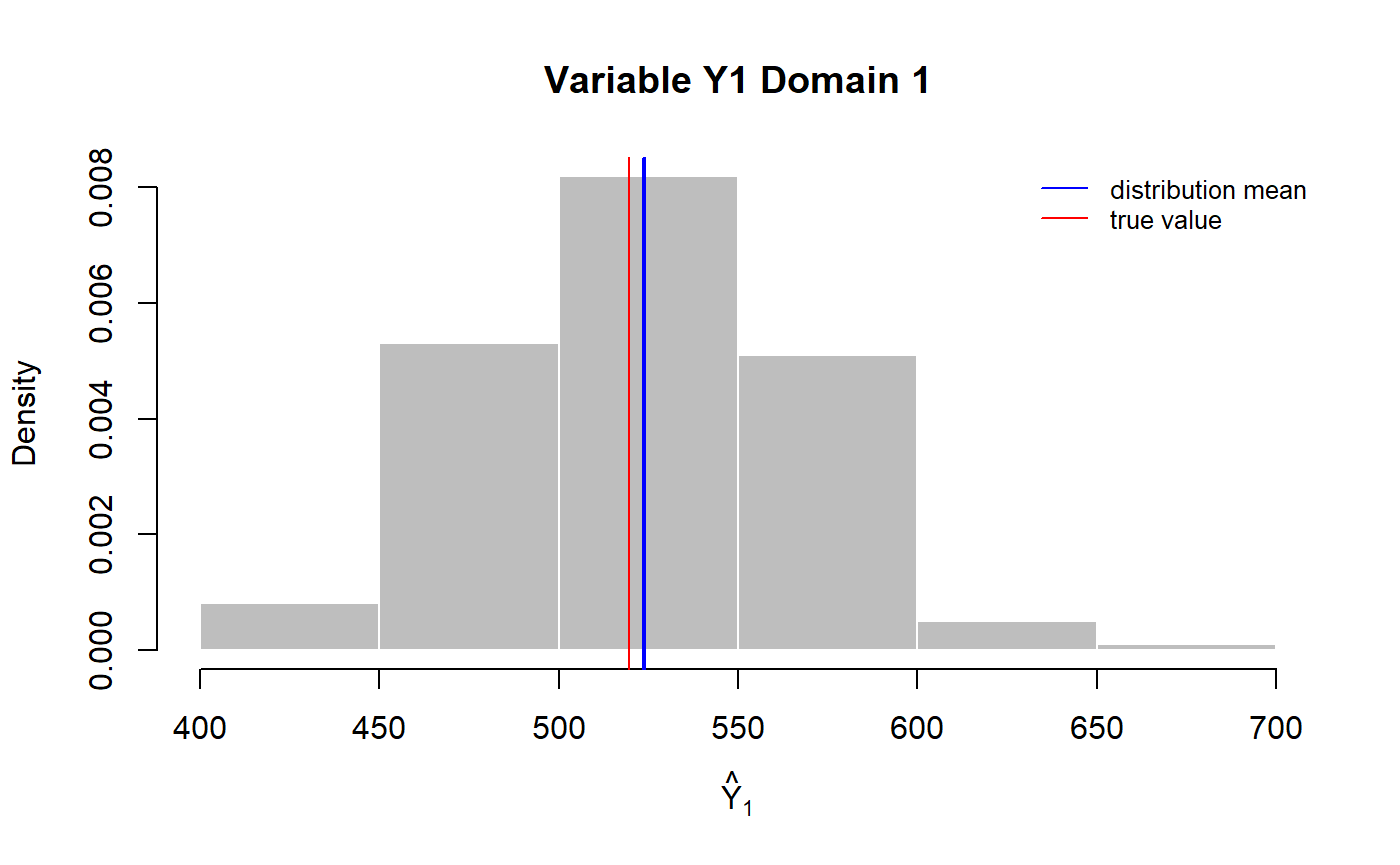 Variable Y1 Domain 1
distribution mean
true value
Density
0.008
0.006
0.004
0.002
0.000
400 450 500 550 600 650 700
Ŷ₁